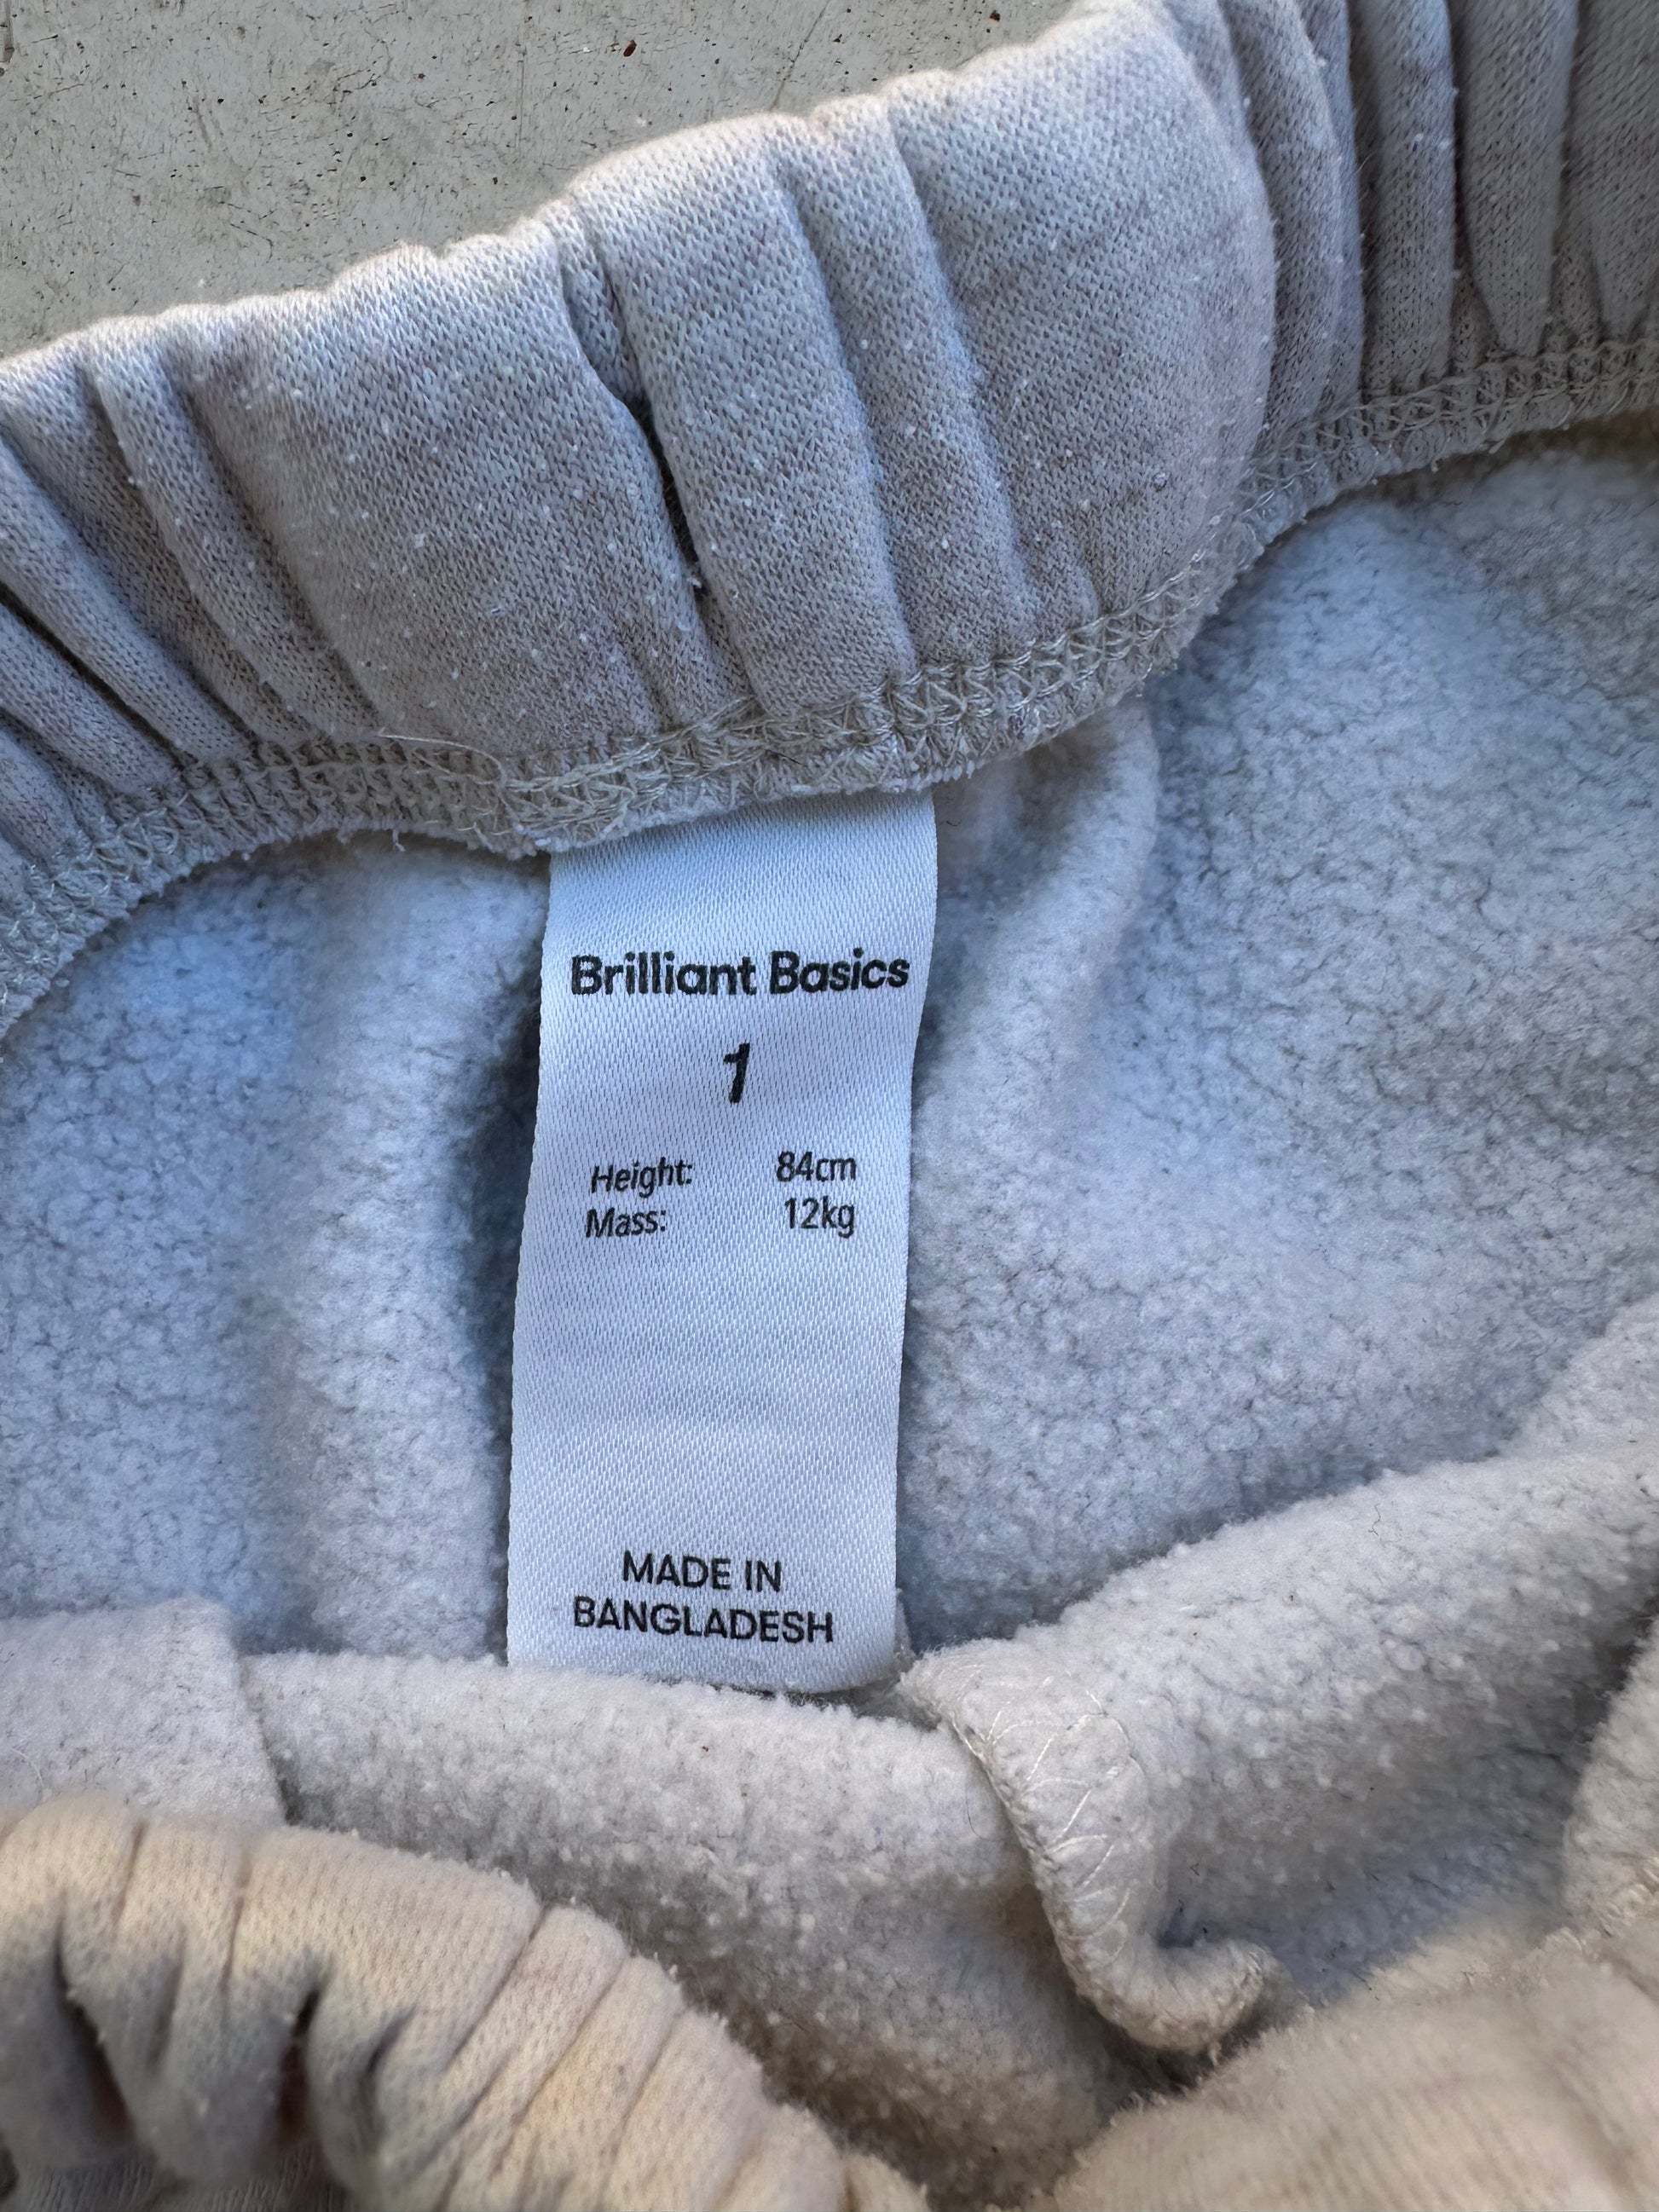 Brilliant Basics
1
Height: 84cm
Mass: 12kg
MADE IN
BANGLADESH